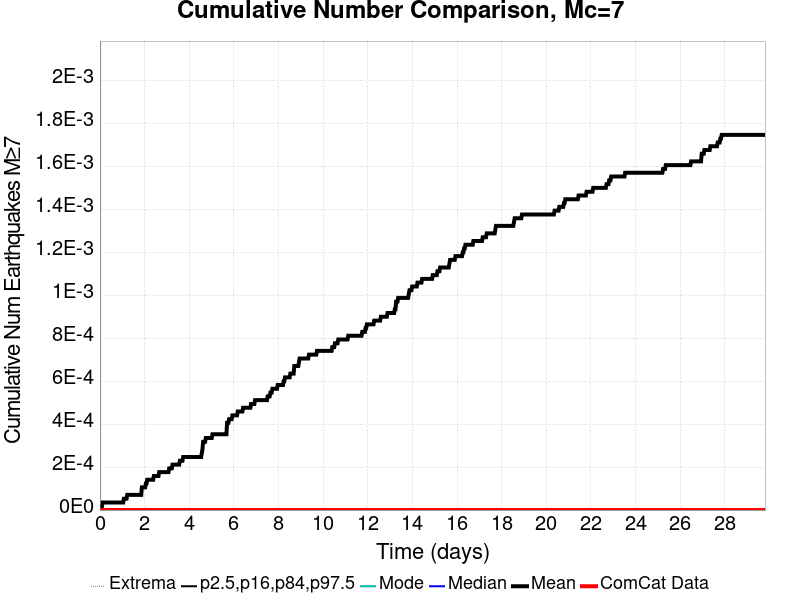 Cumulative Number Comparison, Mc=7
Cumulative Num Earthquakes M≥7
2E-3
1.8E-3
1.6E-3
1.4E-3
1.2E-3
1E-3
8E-4
6E-4
4E-4
2E-4
0E0
0 2 4 6 8 10 12 14 16 18 20 22 24 26 28
Time (days)
Extrema p2.5,p16,p84,p97.5 Mode Median Mean ComCat Data